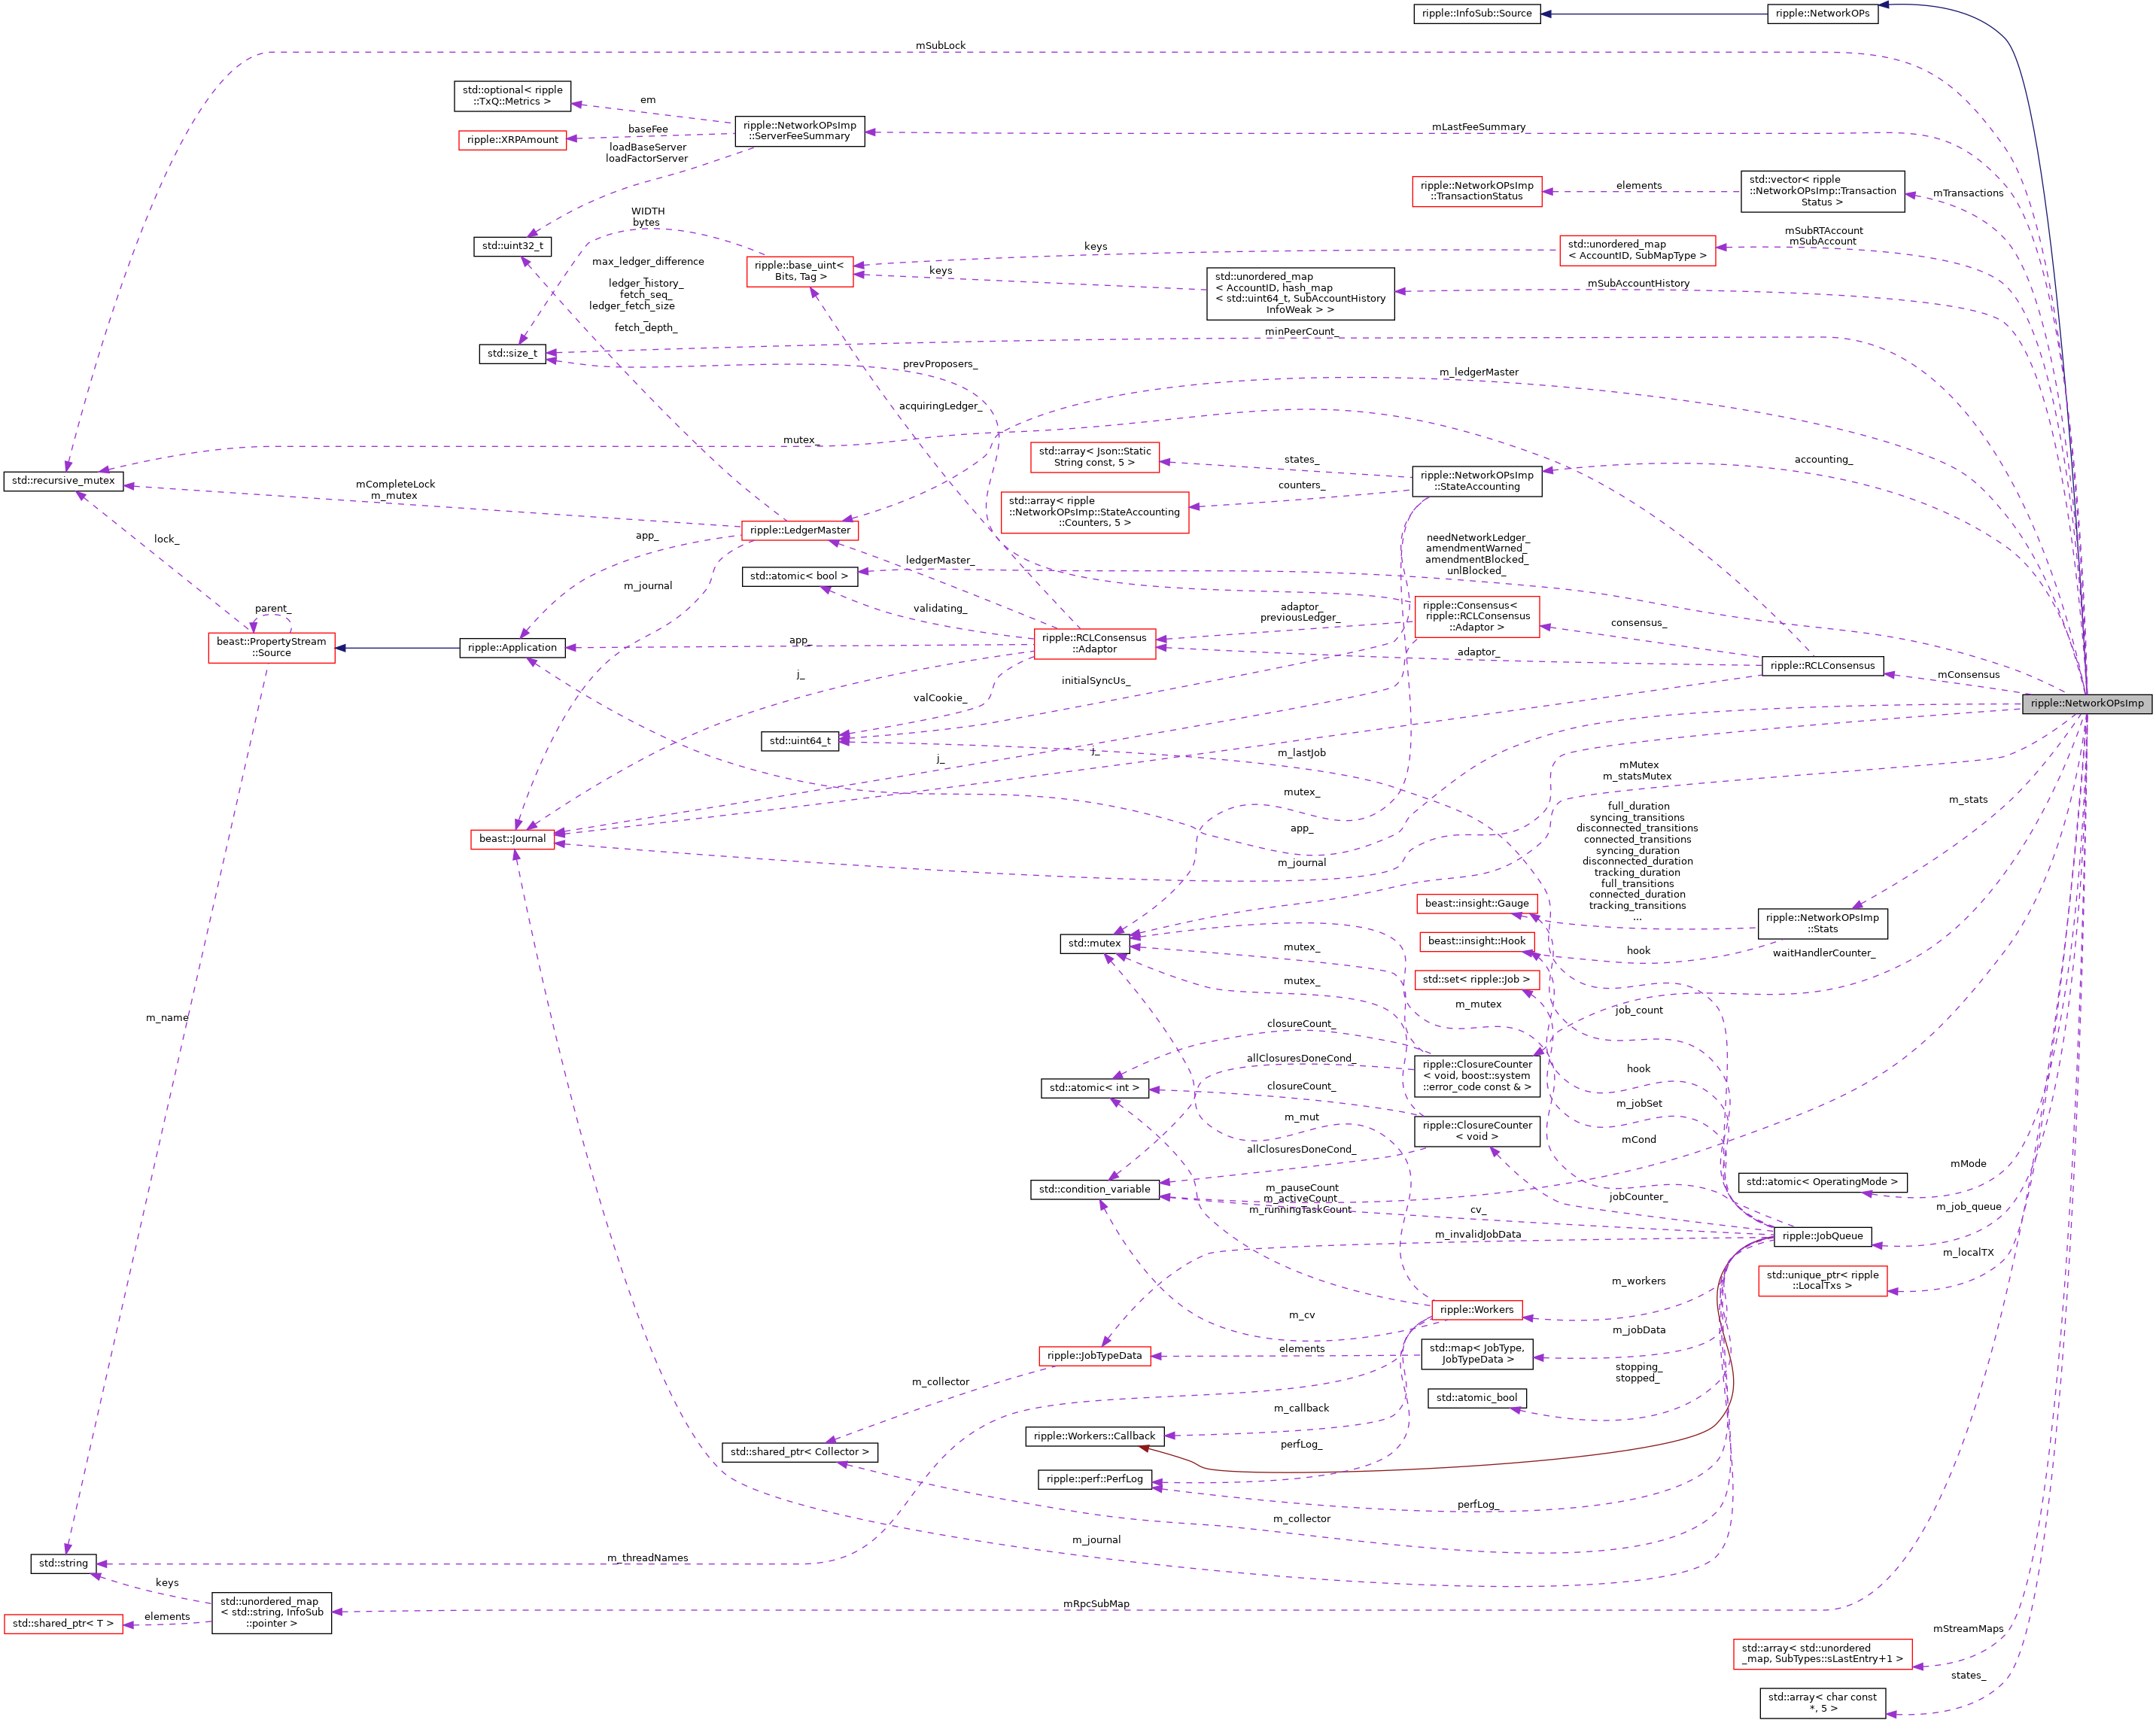 ripple::InfoSub::Source
ripple::NetworkOPs
mSubLock
std::optional< ripple
::TxQ::Metrics >
em
ripple::NetworkOPsImp
::ServerFeeSummary
mLastFeeSummary
ripple::XRPAmount
baseFee
loadBaseServer
loadFactorServer
ripple::NetworkOPsImp
::TransactionStatus
elements
std::vector< ripple
::NetworkOPsImp::Transaction
Status >
mTransactions
WIDTH
bytes
std::uint32_t
keys
std::unordered_map
< AccountID, SubMapType >
mSubRTAccount
mSubAccount
max_ledger_difference
_
ledger_history_
fetch_seq_
ledger_fetch_size
_
fetch_depth_
ripple::base_uint<
Bits, Tag >
keys
std::unordered_map
< AccountID, hash_map
< std::uint64_t, SubAccountHistory
InfoWeak > >
mSubAccountHistory
std::size_t
minPeerCount_
prevProposers_
m_ledgerMaster
acquiringLedger_
mutex_
std::recursive_mutex
mCompleteLock
m_mutex
std::array< Json::Static
String const, 5 >
states_
ripple::NetworkOPsImp
::StateAccounting
accounting_
counters_
std::array< ripple
::NetworkOPsImp::StateAccounting
::Counters, 5 >
lock_
app_
ripple::LedgerMaster
needNetworkLedger_
amendmentWarned_
amendmentBlocked_
unlBlocked_
ledgerMaster_
std::atomic< bool >
m_journal
parent_
validating_
adaptor_
previousLedger_
ripple::Consensus<
ripple::RCLConsensus
::Adaptor >
consensus_
beast::PropertyStream
::Source
ripple::Application
app_
ripple::RCLConsensus
::Adaptor
adaptor_
ripple::RCLConsensus
mConsensus
j_
initialSyncUs_
valCookie_
ripple::NetworkOPsImp
std::uint64_t
j_
j_
m_lastJob
mMutex
m_statsMutex
mutex_
m_stats
full_duration
syncing_transitions
disconnected_transitions
connected_transitions
syncing_duration
disconnected_duration
tracking_duration
full_transitions
connected_duration
tracking_transitions
...
app_
beast::Journal
m_journal
beast::insight::Gauge
ripple::NetworkOPsImp
::Stats
std::mutex
beast::insight::Hook
mutex_
hook
waitHandlerCounter_
std::set< ripple::Job >
mutex_
m_mutex
job_count
m_name
closureCount_
allClosuresDoneCond_
ripple::ClosureCounter
< void, boost::system
::error_code const & >
hook
std::atomic< int >
closureCount_
m_jobSet
m_mut
ripple::ClosureCounter
< void >
mCond
allClosuresDoneCond_
mMode
std::atomic< OperatingMode >
std::condition_variable
m_pauseCount
m_activeCount_
m_runningTaskCount
jobCounter_
cv_
m_job_queue
m_invalidJobData
ripple::JobQueue
m_localTX
std::unique_ptr< ripple
::LocalTxs >
m_workers
ripple::Workers
m_cv
m_jobData
ripple::JobTypeData
elements
std::map< JobType,
JobTypeData >
stopping_
stopped_
m_collector
std::atomic_bool
m_callback
ripple::Workers::Callback
std::shared_ptr< Collector >
perfLog_
ripple::perf::PerfLog
perfLog_
m_collector
m_journal
std::string
m_threadNames
keys
std::unordered_map
< std::string, InfoSub
::pointer >
mRpcSubMap
elements
std::shared_ptr< T >
mStreamMaps
std::array< std::unordered
_map, SubTypes::sLastEntry+1 >
states_
std::array< char const
*, 5 >